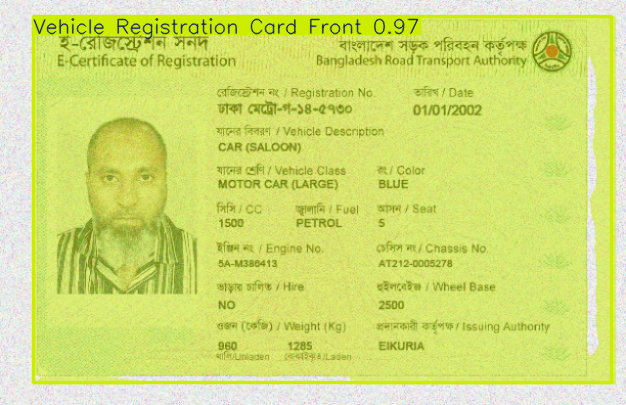 Vehicle Registration Card Front 0.97
ই-রেজিস্ট্রেশন সনদ
বাংলাদেশ সড়ক পরিবহন কর্তৃপক্ষ
E-Certificate of Registration
Bangladesh Road Transport Authority
রেজিস্ট্রেশন নং / Registration No.
তারিখ / Date
ঢাকা মেট্রো-গ-১৪-৫৭৩০
01/01/2002
যানের বিবরণ / Vehicle Description
CAR (SALOON)
যানের শ্রেণি / Vehicle Class
রং / Color
MOTOR CAR (LARGE)
BLUE
সিসি / CC
জ্বালানি / Fuel
আসন / Seat
1500
PETROL
5
ইঞ্জিন নং / Engine No.
চেসিস নং / Chassis No.
5A-M386413
AT212-0005278
ভাড়ায় চালিত / Hire
হুইলবেইজ / Wheel Base
NO
2500
ওজন (কেজি) / Weight (Kg)
প্রদানকারী কর্তৃপক্ষ / Issuing Authority
960
1285
EIKURIA
খালি/Unladen
বোঝাইকৃত/Laden